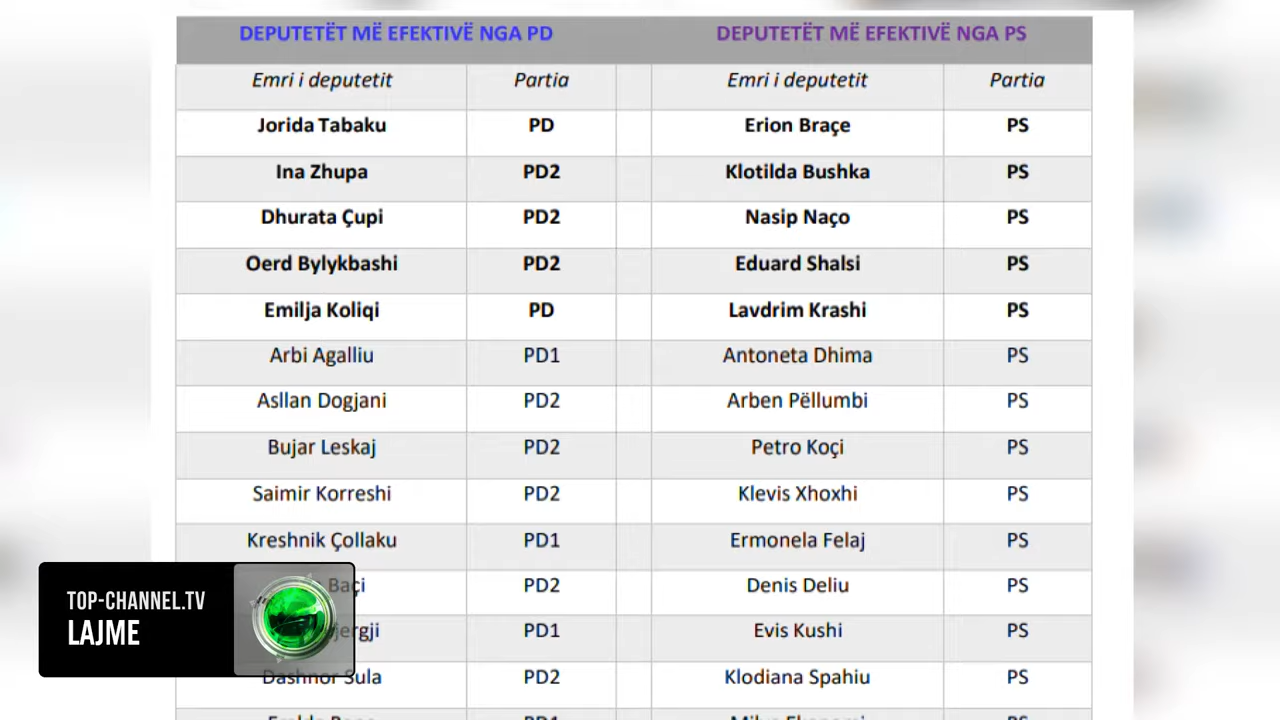 DEPUTETËT MË EFEKTIVË NGA PD DEPUTETËT MË EFEKTIVË NGA PS
Emri i deputetit Partia Emri i deputetit Partia
Jorida Tabaku PD Erion Braçe PS
Ina Zhupa PD2 Klotilda Bushka PS
Dhurata Çupi PD2 Nasip Naço PS
Oerd Bylykbashi PD2 Eduard Shalsi PS
Emilja Koliqi PD Lavdrim Krashi PS
Arbi Agalliu PD1 Antoneta Dhima PS
Asllan Dogjani PD2 Arben Pëllumbi PS
Bujar Leskaj PD2 Petro Koçi PS
Saimir Korreshi PD2 Klevis Xhoxhi PS
Kreshnik Çollaku PD1 Ermonela Felaj PS
Baçi PD2 Denis Deliu PS
PD1 Evis Kushi PS
Dashnor Sula PD2 Klodiana Spahiu PS
TOP-CHANNEL.TV
LAJME